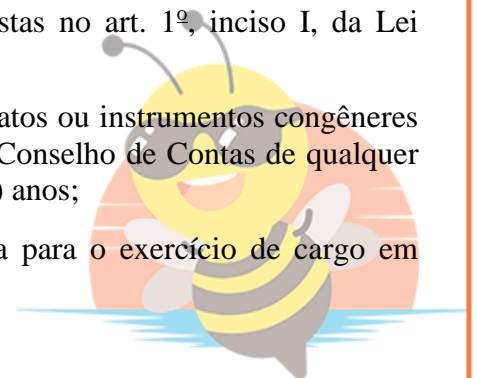 stas no art. 1º, inciso I, da Lei
atos ou instrumentos congêneres
Conselho de Contas de qualquer
) anos;
a para o exercício de cargo em